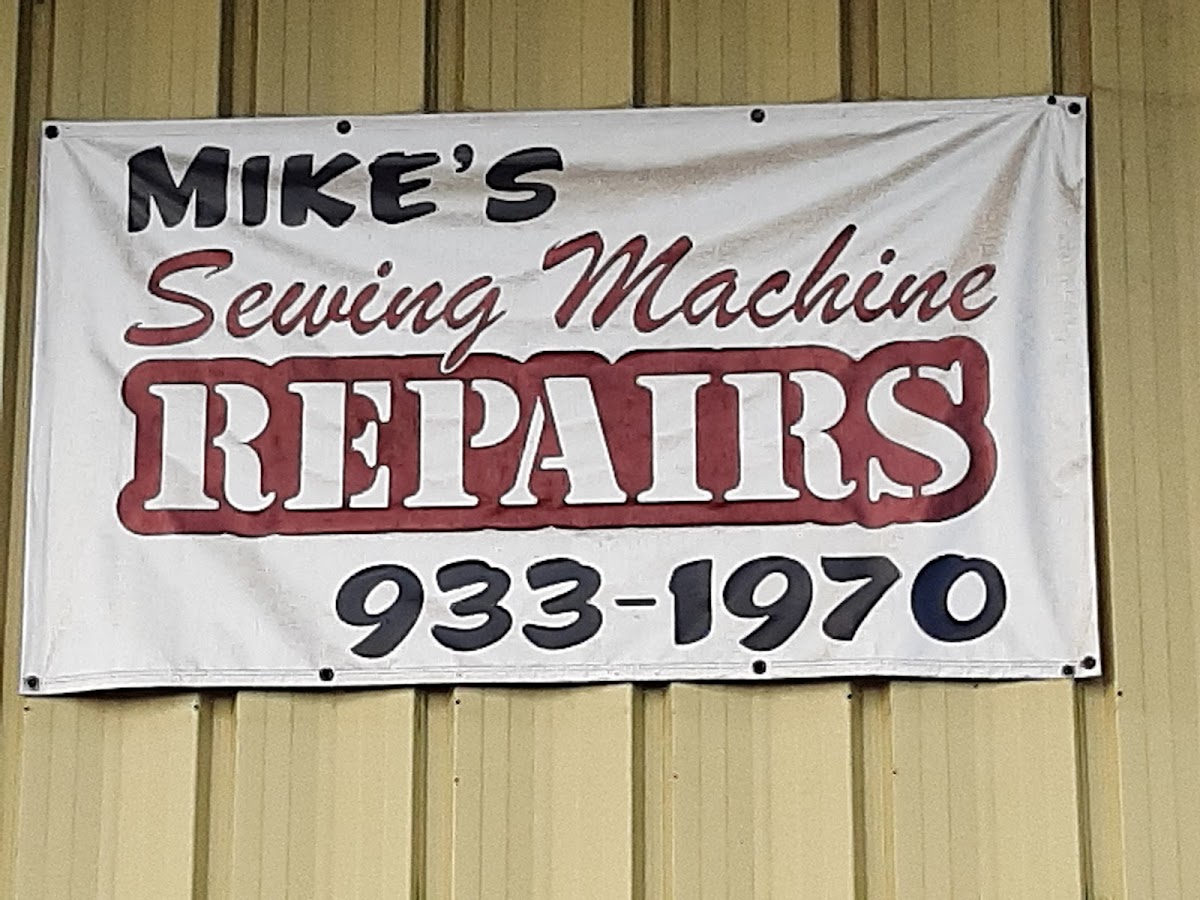 MIKE'S
Sewing Machine
REPAIRS
933-1970